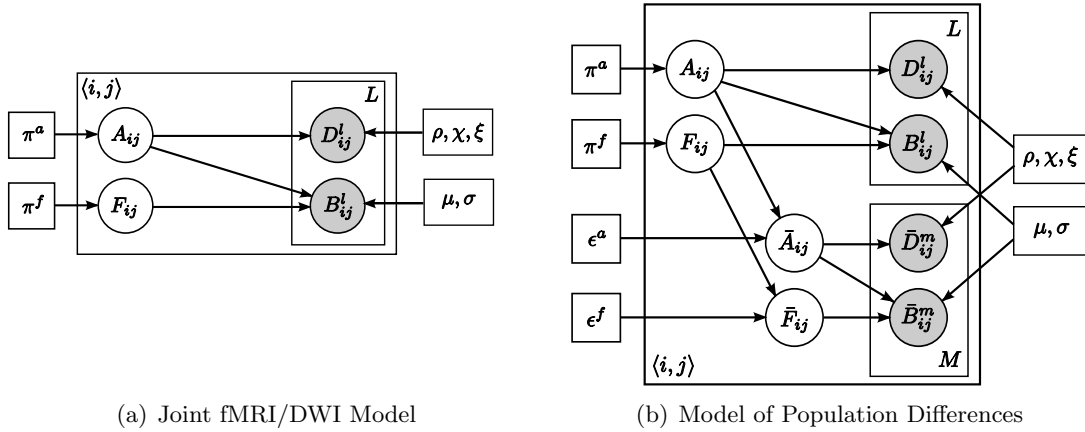 ⟨i, j⟩
L
π^a
A_ij
D^l_ij
ρ, χ, ξ
π^f
F_ij
B^l_ij
μ, σ
(a) Joint fMRI/DWI Model
L
π^a
A_ij
D^l_ij
π^f
F_ij
B^l_ij
ρ, χ, ξ
μ, σ
ϵ^a
Ā_ij
D̄^m_ij
ϵ^f
F̄_ij
B̄^m_ij
⟨i, j⟩
M
(b) Model of Population Differences